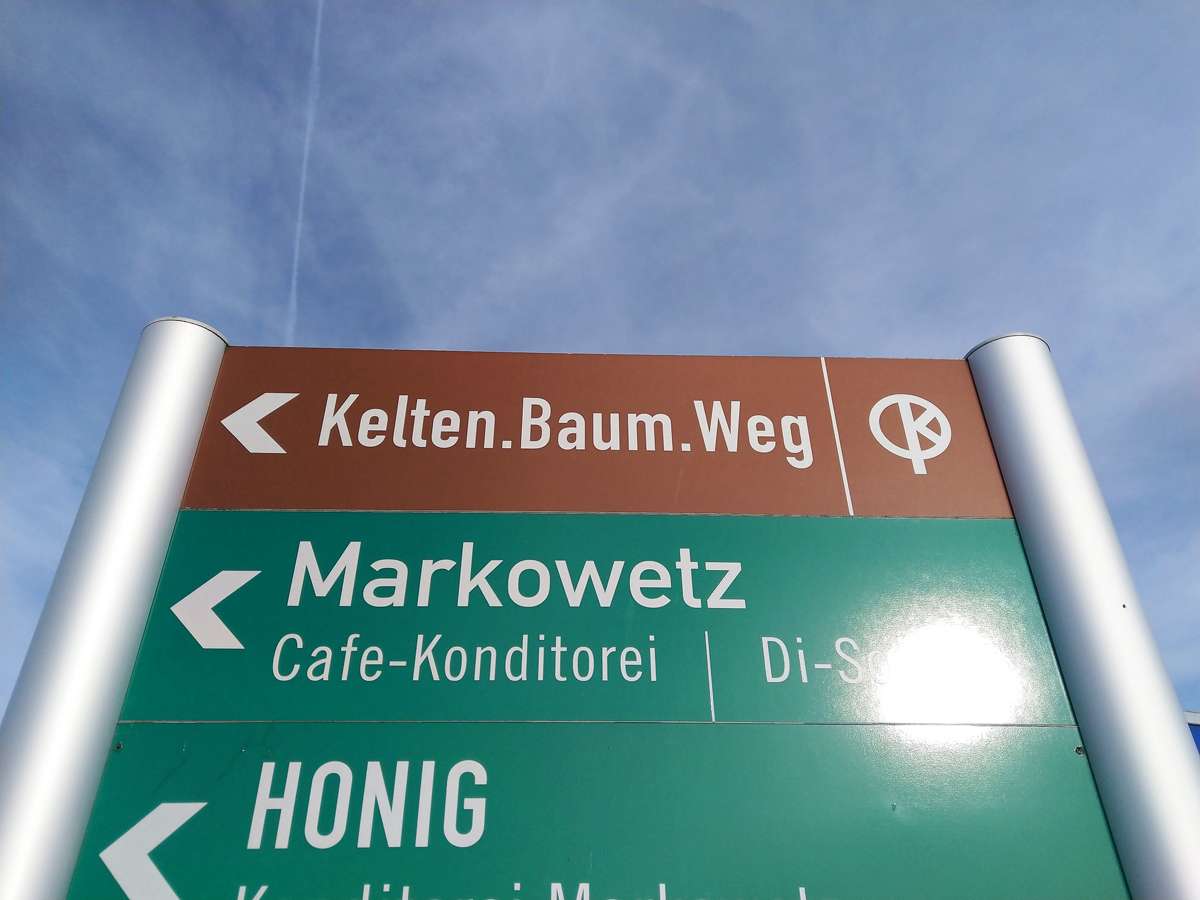 Kelten.Baum.Weg
Markowetz
Cafe-Konditorei
HONIG